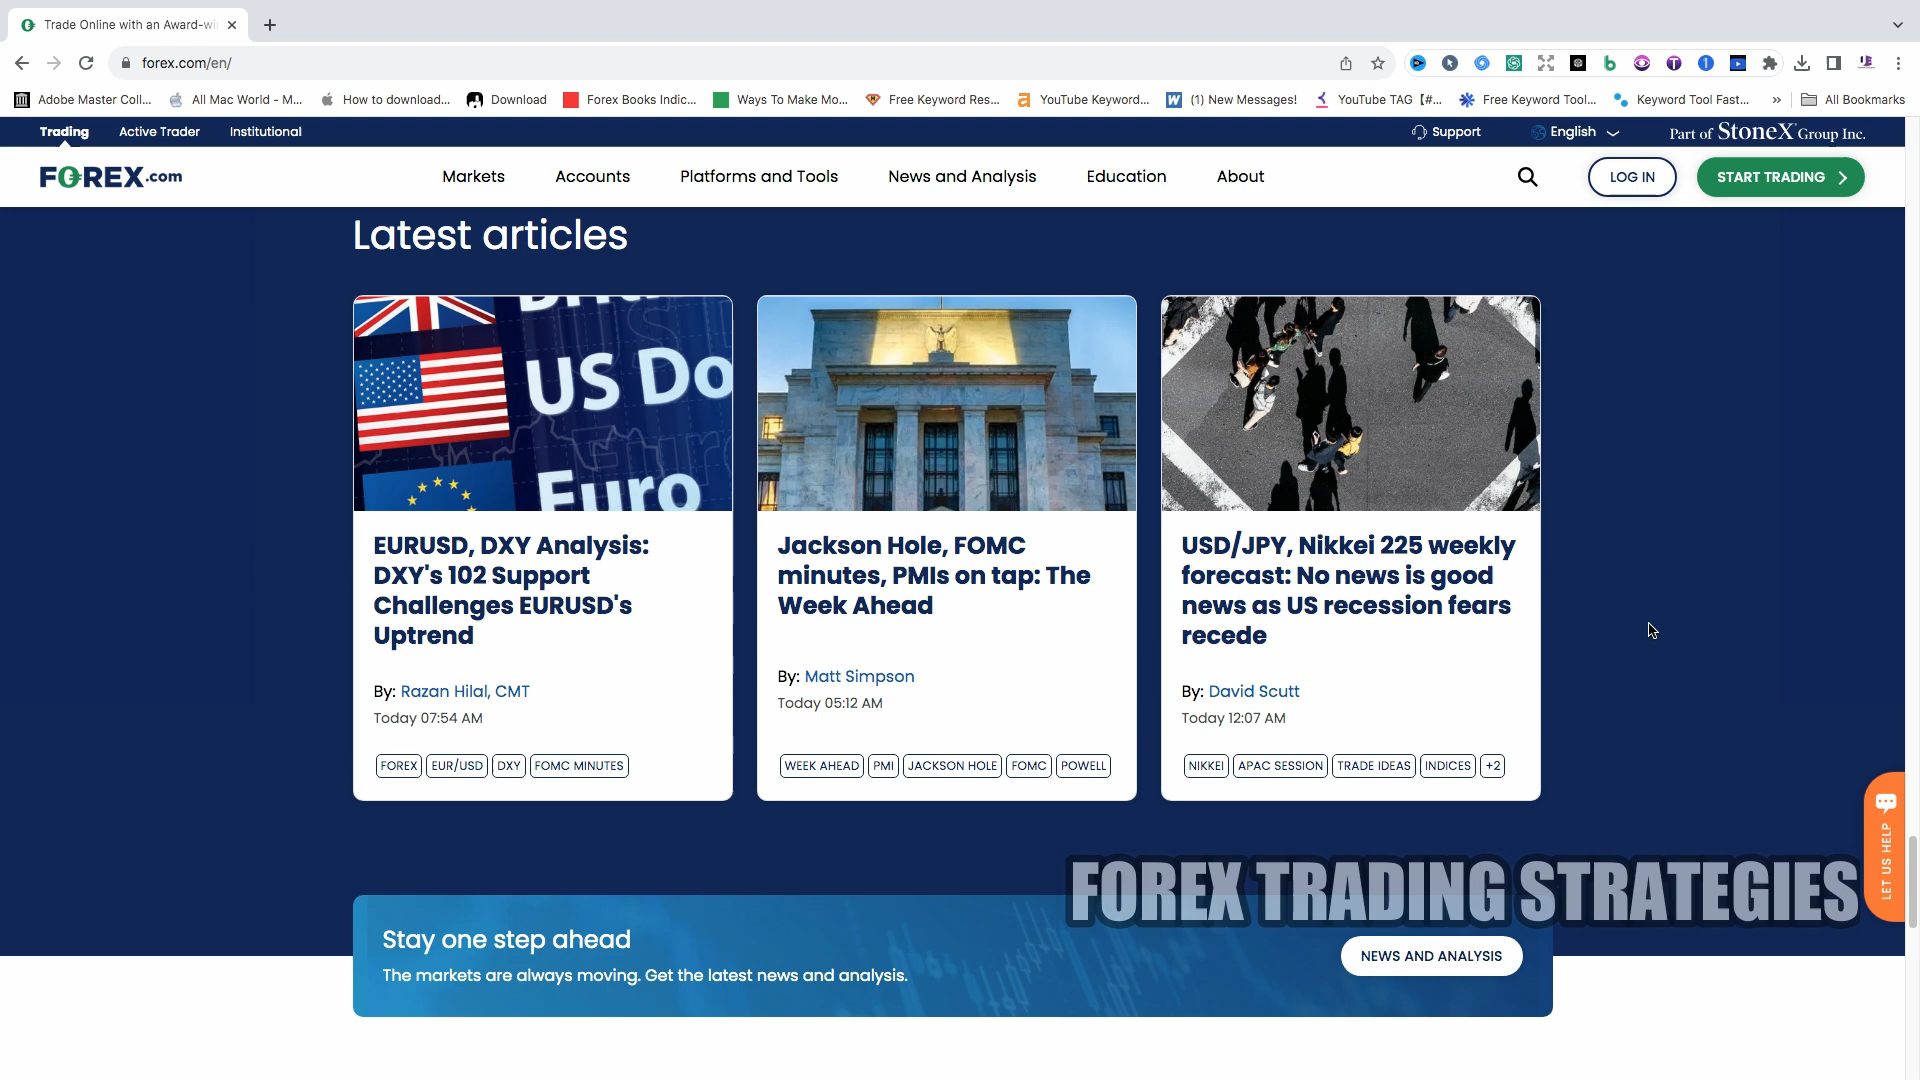 Trade Online with an Award-wi
forex.com/en/
Adobe Master Coll...
All Mac World - M...
How to download...
Download
Forex Books Indic...
Ways To Make Mo...
Free Keyword Res...
YouTube Keyword...
(1) New Messages!
YouTube TAG【#...
Free Keyword Tool...
Keyword Tool Fast...
»
All Bookmarks
Trading
Active Trader
Institutional
Support
English
Part of StoneX Group Inc.
FOREX.com
Markets
Accounts
Platforms and Tools
News and Analysis
Education
About
LOG IN
START TRADING
Latest articles
US Do
Euro
EURUSD, DXY Analysis:
DXY's 102 Support
Challenges EURUSD's
Uptrend
By: Razan Hilal, CMT
Today 07:54 AM
FOREX
EUR/USD
DXY
FOMC MINUTES
Jackson Hole, FOMC
minutes, PMIs on tap: The
Week Ahead
By: Matt Simpson
Today 05:12 AM
WEEK AHEAD
PMI
JACKSON HOLE
FOMC
POWELL
USD/JPY, Nikkei 225 weekly
forecast: No news is good
news as US recession fears
recede
By: David Scutt
Today 12:07 AM
NIKKEI
APAC SESSION
TRADE IDEAS
INDICES
+2
LET US HELP
FOREX TRADING STRATEGIES
Stay one step ahead
The markets are always moving. Get the latest news and analysis.
NEWS AND ANALYSIS